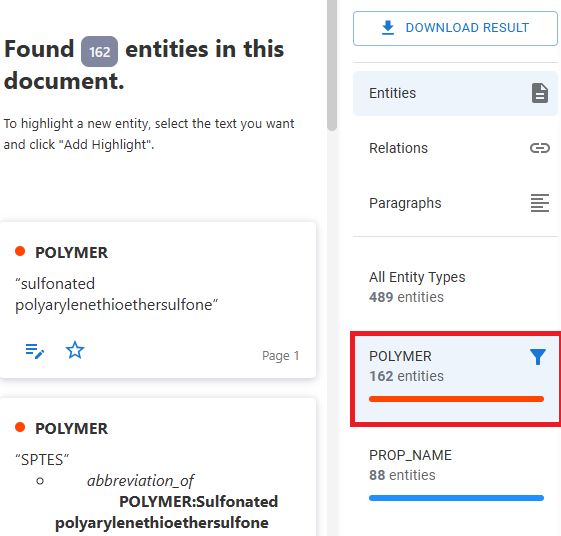 Found 162 entities in this
document.
To highlight a new entity, select the text you want
and click "Add Highlight".
POLYMER
“sulfonated
polyarylenethioethersulfone”
Page 1
POLYMER
“SPTES”
abbreviation_of
POLYMER:Sulfonated
polyarylenethioethersulfone
DOWNLOAD RESULT
Entities
Relations
Paragraphs
All Entity Types
489 entities
POLYMER
162 entities
PROP_NAME
88 entities